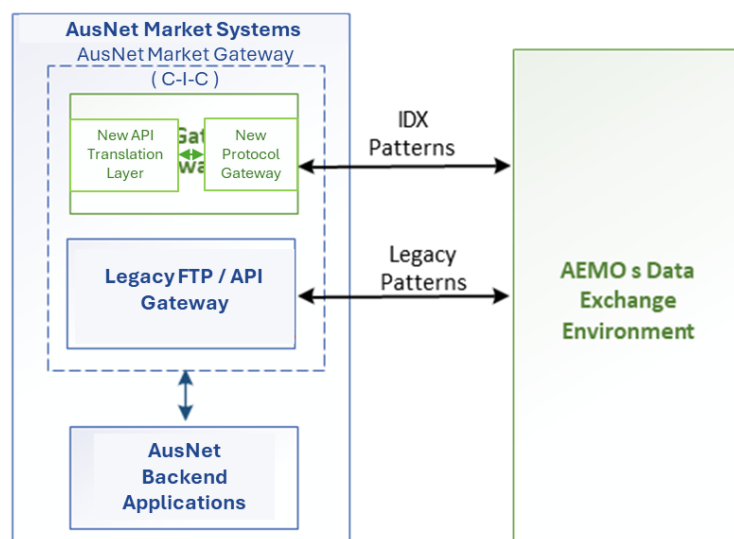 AusNet Market Systems
AusNet Market Gateway
( C-I-C )
New API
Translation
Layer
New
Protocol
Gateway
IDX
Patterns
Legacy FTP / API
Gateway
Legacy
Patterns
AEMO s Data
Exchange
Environment
AusNet
Backend
Applications